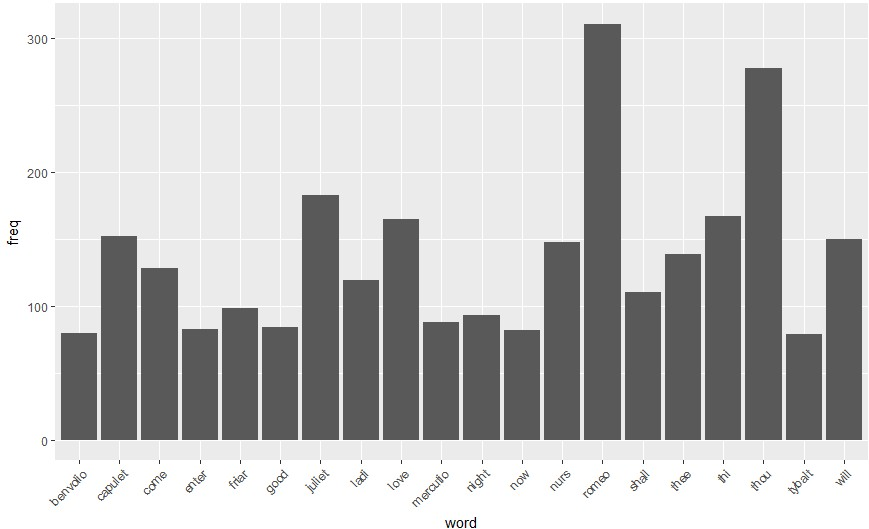 freq
300
200
100
0
benvolio
capulet
come
enter
friar
good
juliet
ladi
love
mercutio
night
now
nurs
romeo
shall
thee
thi
thou
tybalt
will
word